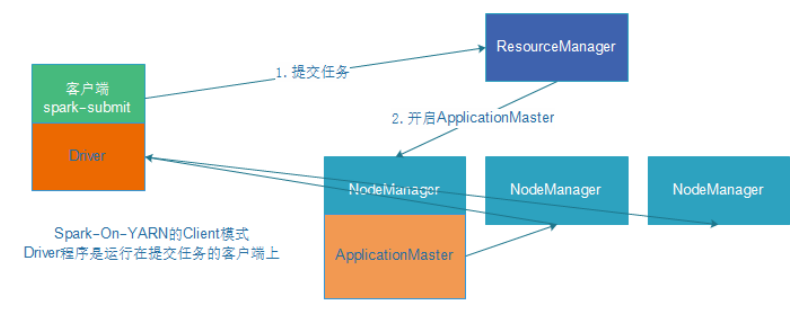 ResourceManager
1.提交任务
客户端
spark-submit
2.开启ApplicationMaster
Driver
NodeManager
NodeManager
NodeManager
Spark-On-YARN的Client模式
Driver程序是运行在提交任务的客户端上
ApplicationMaster